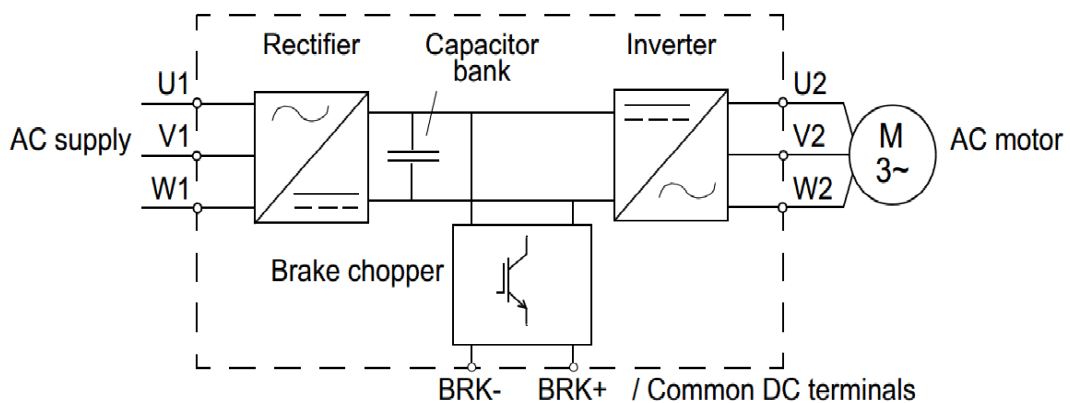 Rectifier
Capacitor
bank
Inverter
U1
U2
AC supply
V1
V2
M
3~
AC motor
W1
W2
Brake chopper
BRK-
BRK+
/ Common DC terminals